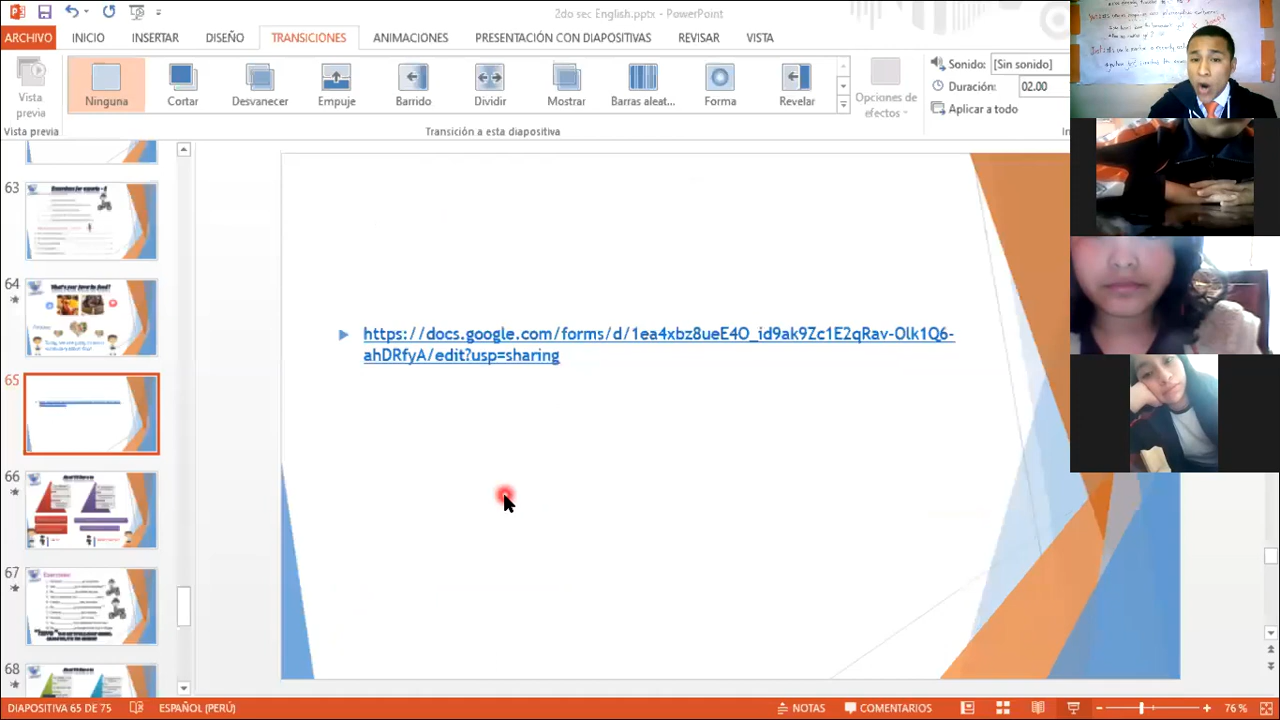 2do sec English.pptx - PowerPoint
ARCHIVO INICIO INSERTAR DISEÑO TRANSICIONES PRESENTACIÓN CON DIAPOSITIVAS REVISAR VISTA
Vista previa
Ninguna Cortar Desvanecer Empuje Barrido Dividir Mostrar Barras aleat... Forma Revelar
Opciones de efectos
Sonido: [Sin sonido]
Duración: 02.00
Aplicar a todo
Vista previa Transición a esta diapositiva
63
64
What's your favorite food?
65
66
67
Exercises
68
https://docs.google.com/forms/d/1ea4xbz8ueE4O_id9ak9Zc1E2qRav-Olk1Q6-
ahDRfyA/edit?usp=sharing
DIAPOSITIVA 65 DE 75 ESPAÑOL (PERÚ) NOTAS COMENTARIOS 76 %